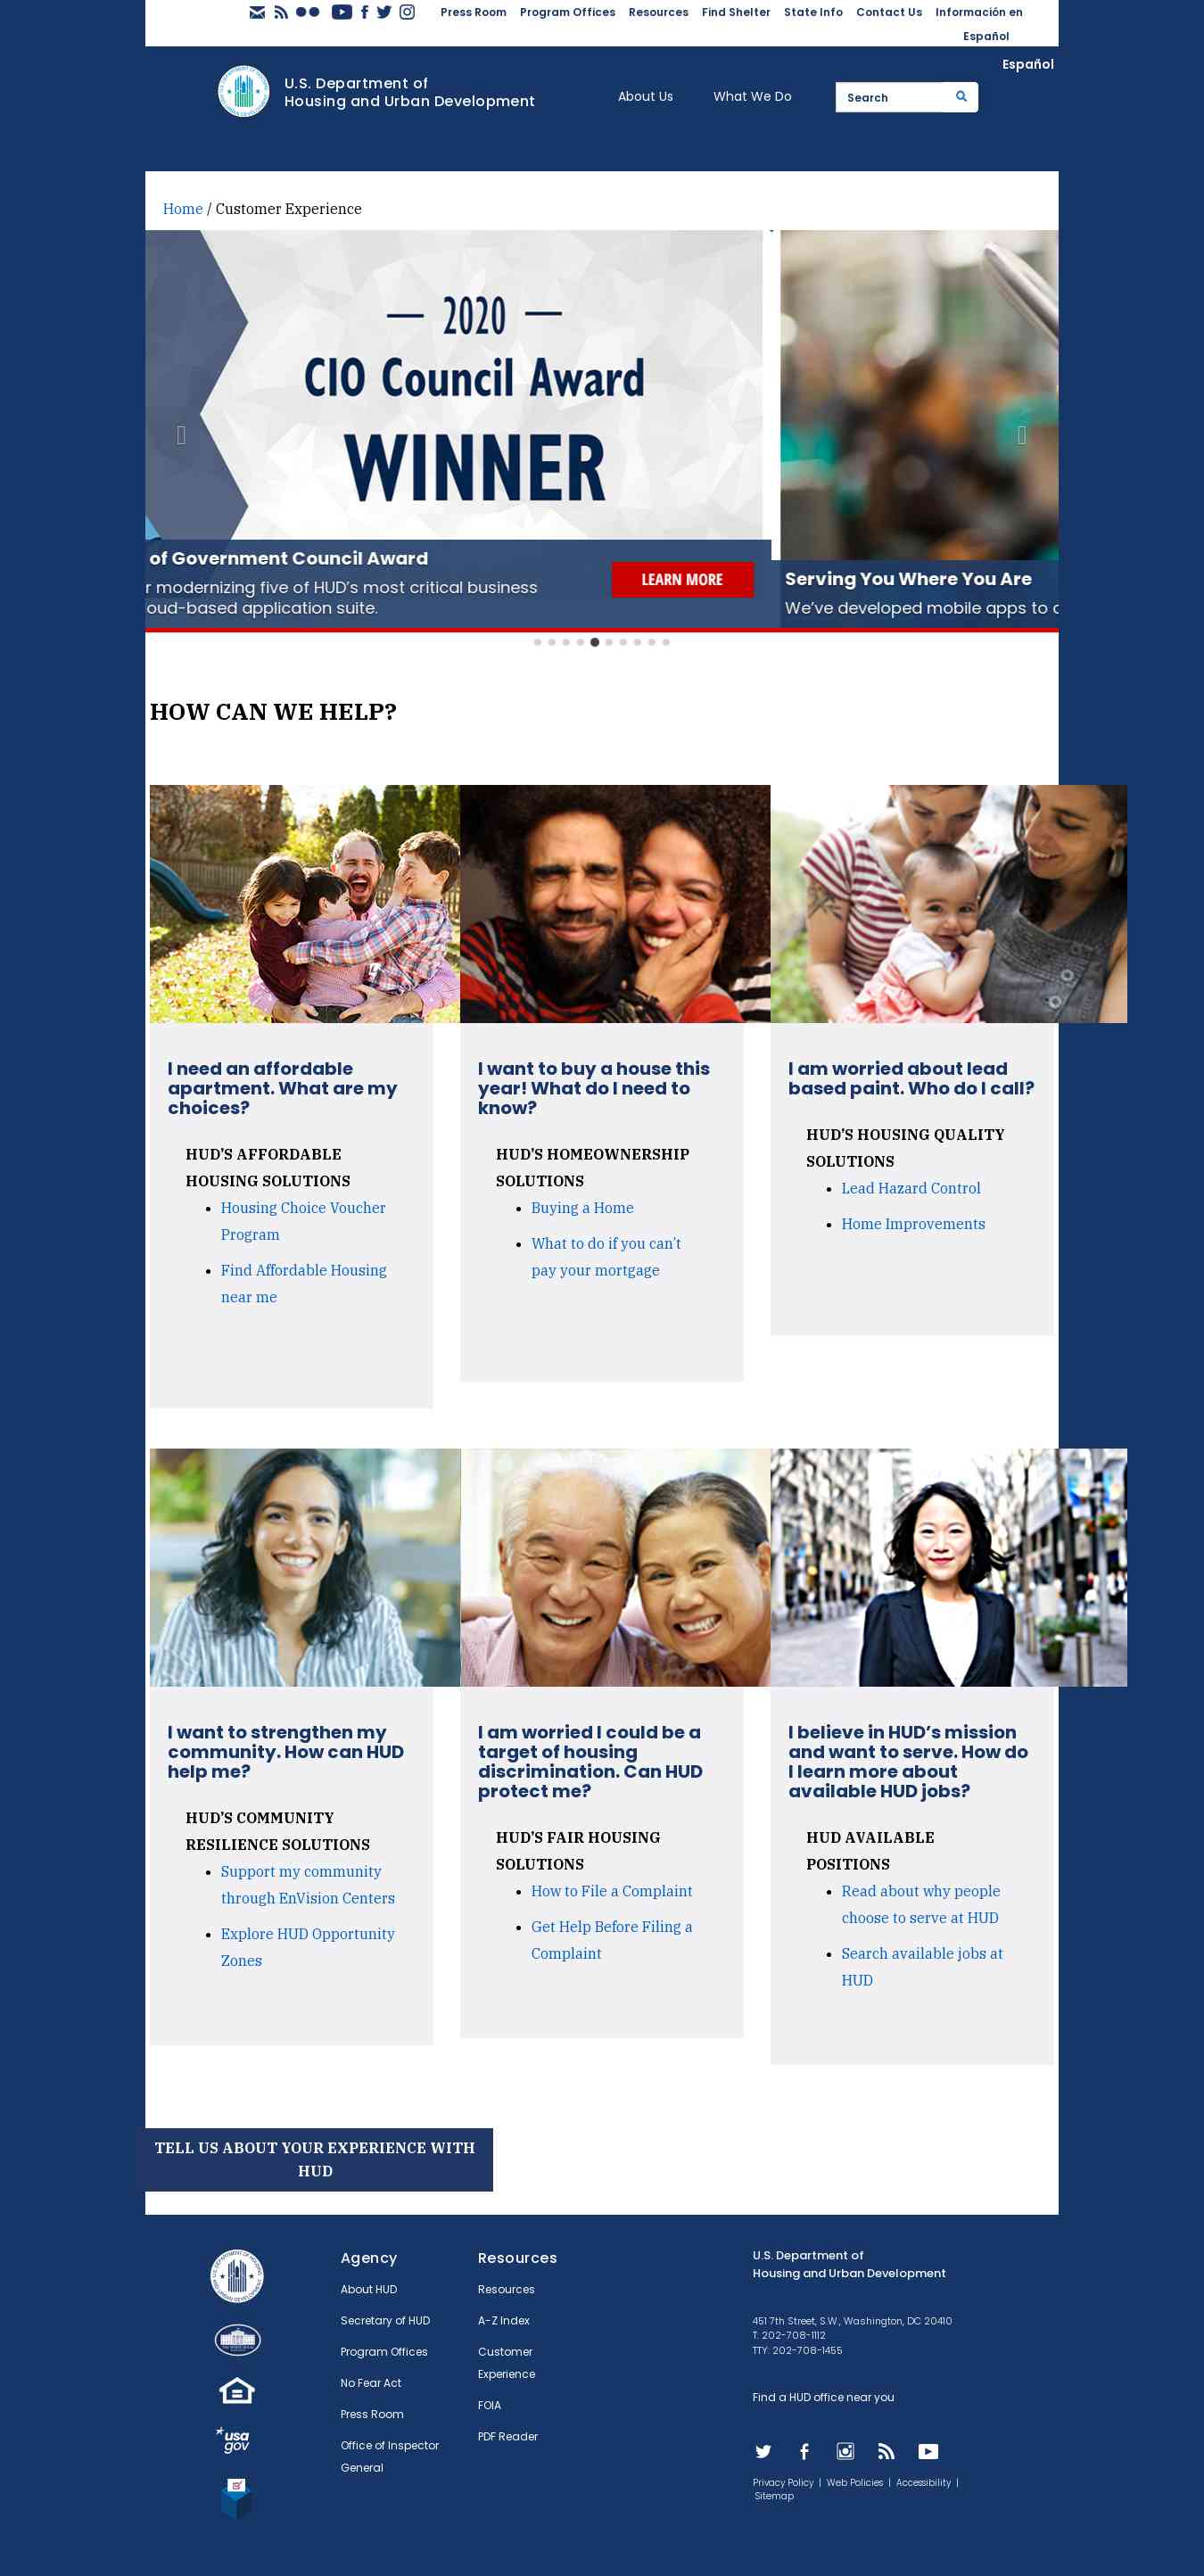 Press Room Program Offices Resources Find Shelter State Info Contact Us Información en
Español
Español
U.S. Department of
Housing and Urban Development
About Us What We Do
Search
Home / Customer Experience
2020
CIO Council Award
WINNER
of Government Council Award
r modernizing five of HUD’s most critical business
oud-based application suite.
LEARN MORE
Serving You Where You Are
We’ve developed mobile apps to c
HOW CAN WE HELP?
I need an affordable
apartment. What are my
choices?
HUD'S AFFORDABLE
HOUSING SOLUTIONS
Housing Choice Voucher
Program
Find Affordable Housing
near me
I want to buy a house this
year! What do I need to
know?
HUD'S HOMEOWNERSHIP
SOLUTIONS
Buying a Home
What to do if you can’t
pay your mortgage
I am worried about lead
based paint. Who do I call?
HUD'S HOUSING QUALITY
SOLUTIONS
Lead Hazard Control
Home Improvements
I want to strengthen my
community. How can HUD
help me?
HUD'S COMMUNITY
RESILIENCE SOLUTIONS
Support my community
through EnVision Centers
Explore HUD Opportunity
Zones
I am worried I could be a
target of housing
discrimination. Can HUD
protect me?
HUD'S FAIR HOUSING
SOLUTIONS
How to File a Complaint
Get Help Before Filing a
Complaint
I believe in HUD’s mission
and want to serve. How do
I learn more about
available HUD jobs?
HUD AVAILABLE
POSITIONS
Read about why people
choose to serve at HUD
Search available jobs at
HUD
TELL US ABOUT YOUR EXPERIENCE WITH
HUD
usa
gov
Agency
About HUD
Secretary of HUD
Program Offices
No Fear Act
Press Room
Office of Inspector
General
Resources
Resources
A-Z Index
Customer
Experience
FOIA
PDF Reader
U.S. Department of
Housing and Urban Development
451 7th Street, S.W., Washington, DC 20410
T: 202-708-1112
TTY: 202-708-1455
Find a HUD office near you
Privacy Policy | Web Policies | Accessibility |
Sitemap